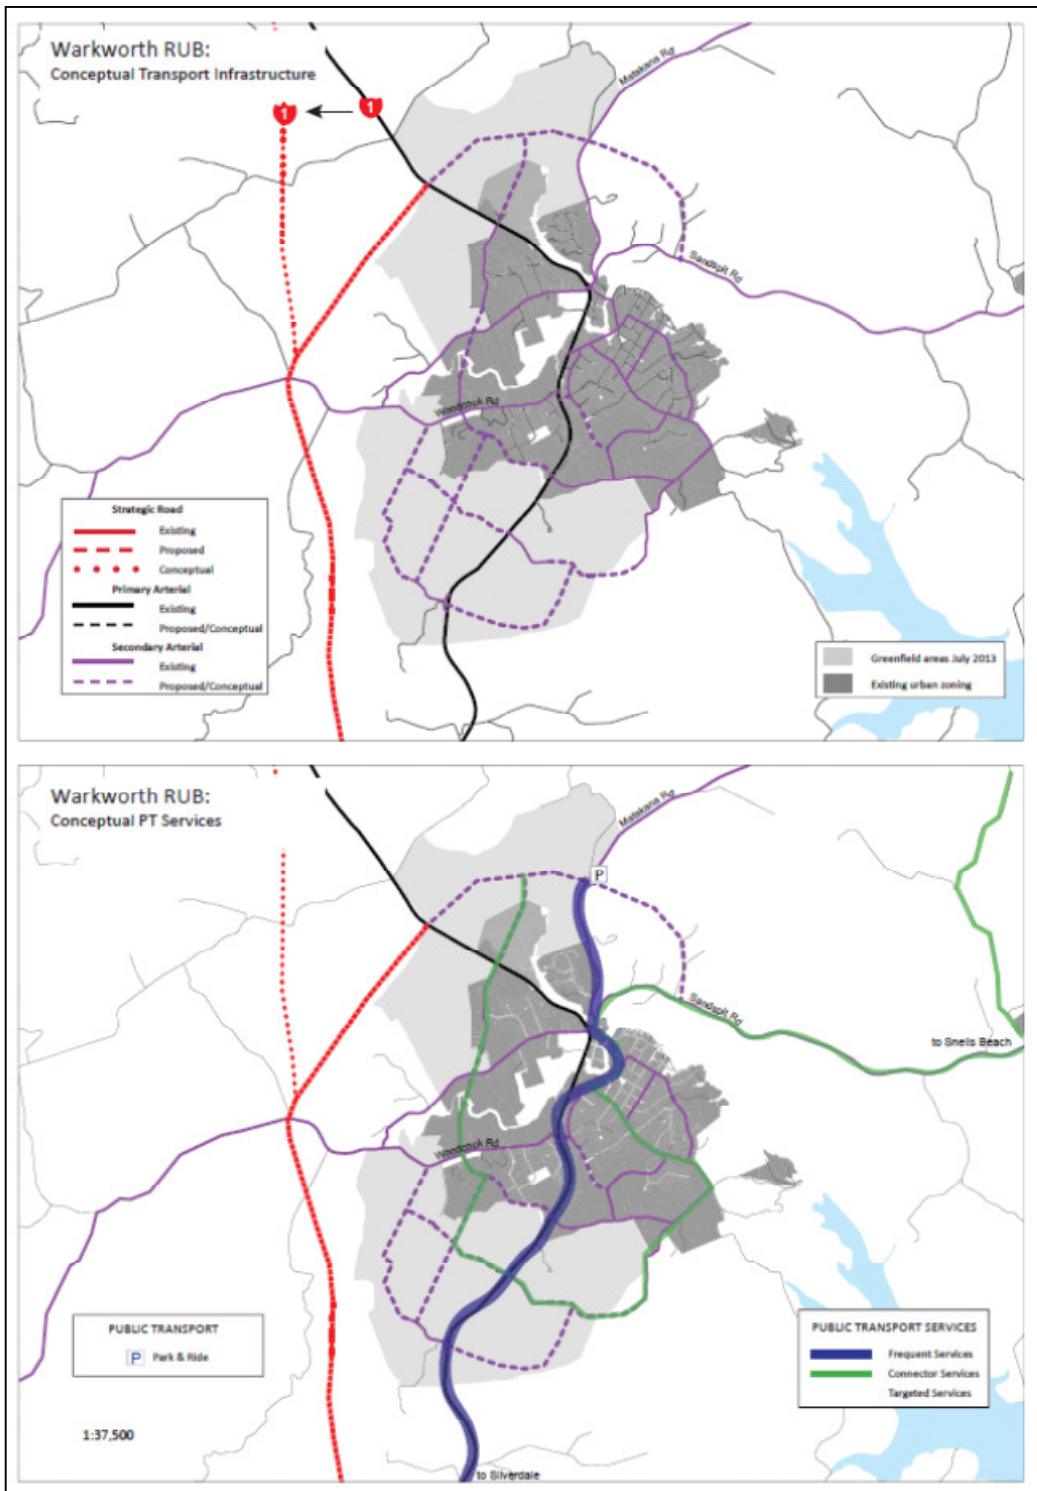 Warkworth RUB:
Conceptual Transport Infrastructure
Matakana Rd
1
1
Sandspit Rd
Woodcock Rd
Strategic Road
Existing
Proposed
Conceptual
Primary Arterial
Existing
Proposed/Conceptual
Secondary Arterial
Existing
Proposed/Conceptual
Greenfield areas July 2013
Existing urban zoning
Warkworth RUB:
Conceptual PT Services
Matakana Rd
P
Sandspit Rd
to Snells Beach
Woodcock Rd
PUBLIC TRANSPORT
P Park & Ride
PUBLIC TRANSPORT SERVICES
Frequent Services
Connector Services
Targeted Services
1:37,500
to Silverdale